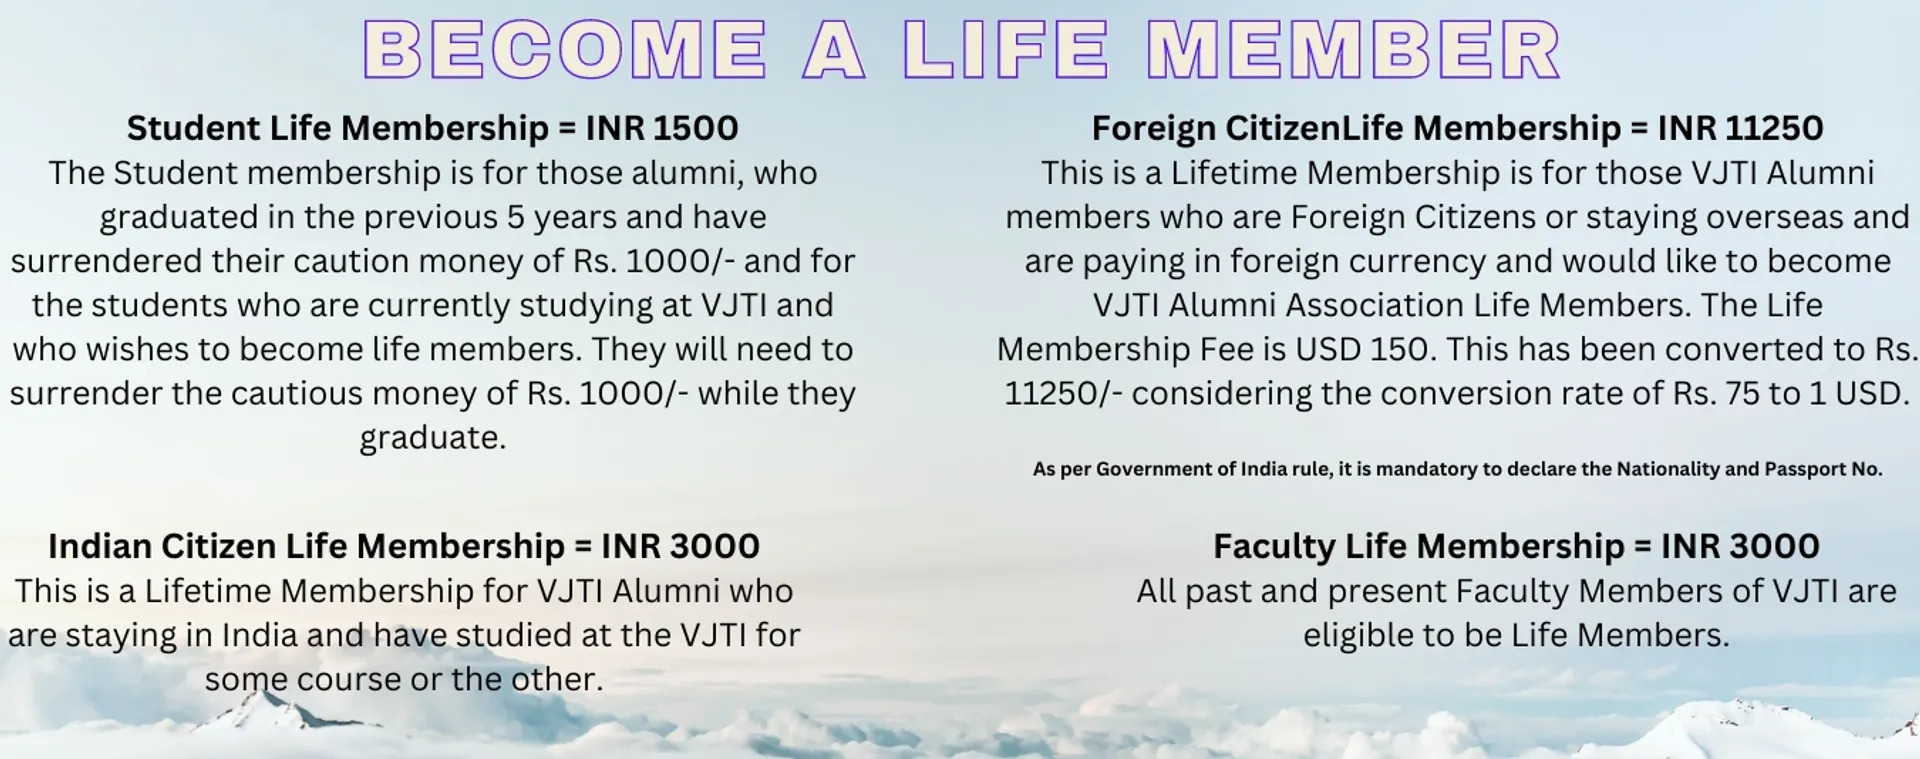 BECOME A LIFE MEMBER
Student Life Membership = INR 1500
The Student membership is for those alumni, who
graduated in the previous 5 years and have
surrendered their caution money of Rs. 1000/- and for
the students who are currently studying at VJTI and
who wishes to become life members. They will need to
surrender the cautious money of Rs. 1000/- while they
graduate.
Foreign CitizenLife Membership = INR 11250
This is a Lifetime Membership is for those VJTI Alumni
members who are Foreign Citizens or staying overseas and
are paying in foreign currency and would like to become
VJTI Alumni Association Life Members. The Life
Membership Fee is USD 150. This has been converted to Rs.
11250/- considering the conversion rate of Rs. 75 to 1 USD.
As per Government of India rule, it is mandatory to declare the Nationality and Passport No.
Indian Citizen Life Membership = INR 3000
This is a Lifetime Membership for VJTI Alumni who
are staying in India and have studied at the VJTI for
some course or the other.
Faculty Life Membership = INR 3000
All past and present Faculty Members of VJTI are
eligible to be Life Members.